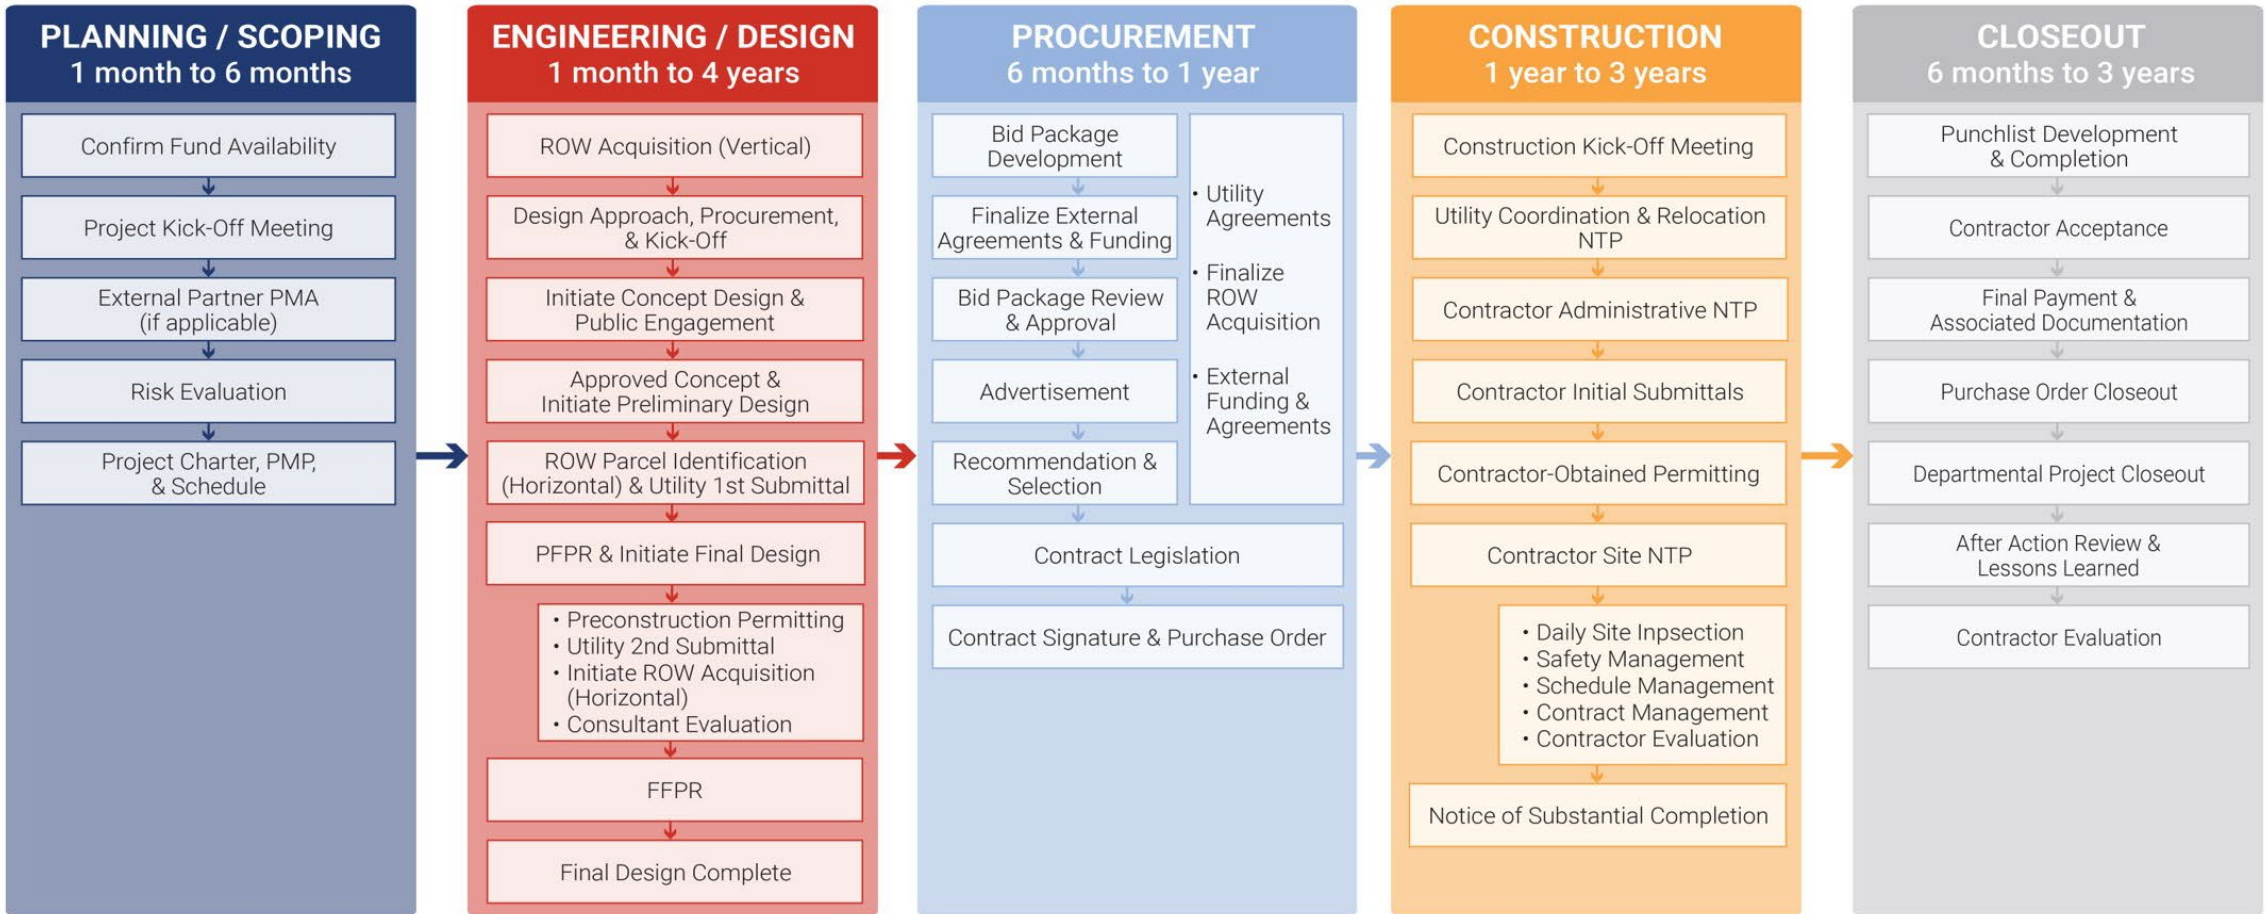 PLANNING / SCOPING
1 month to 6 months
Confirm Fund Availability
Project Kick-Off Meeting
External Partner PMA
(if applicable)
Risk Evaluation
Project Charter, PMP,
& Schedule
ENGINEERING / DESIGN
1 month to 4 years
ROW Acquisition (Vertical)
Design Approach, Procurement,
& Kick-Off
Initiate Concept Design &
Public Engagement
Approved Concept &
Initiate Preliminary Design
ROW Parcel Identification
(Horizontal) & Utility 1st Submittal
PFPR & Initiate Final Design
• Preconstruction Permitting
• Utility 2nd Submittal
• Initiate ROW Acquisition
(Horizontal)
• Consultant Evaluation
FFPR
Final Design Complete
PROCUREMENT
6 months to 1 year
Bid Package
Development
Finalize External
Agreements & Funding
Bid Package Review
& Approval
Advertisement
Recommendation &
Selection
• Utility
Agreements
• Finalize
ROW
Acquisition
• External
Funding &
Agreements
Contract Legislation
Contract Signature & Purchase Order
CONSTRUCTION
1 year to 3 years
Construction Kick-Off Meeting
Utility Coordination & Relocation
NTP
Contractor Administrative NTP
Contractor Initial Submittals
Contractor-Obtained Permitting
Contractor Site NTP
• Daily Site Inpsection
• Safety Management
• Schedule Management
• Contract Management
• Contractor Evaluation
Notice of Substantial Completion
CLOSEOUT
6 months to 3 years
Punchlist Development
& Completion
Contractor Acceptance
Final Payment &
Associated Documentation
Purchase Order Closeout
Departmental Project Closeout
After Action Review &
Lessons Learned
Contractor Evaluation